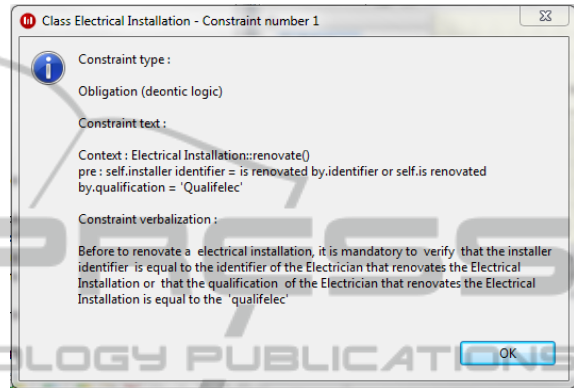 Class Electrical Installation - Constraint number 1
Constraint type :
Obligation (deontic logic)
Constraint text :
Context : Electrical Installation::renovate()
pre : self.installer identifier = is renovated by.identifier or self.is renovated
by.qualification = 'Qualifelec'
Constraint verbalization :
Before to renovate a  electrical installation, it is mandatory to  verify  that the installer
identifier  is equal to the identifier of the Electrician that renovates the Electrical
Installation or  that the qualification  of the Electrician that renovates the Electrical
Installation is equal to the  'qualifelec'
OK
PRESS
LOGY PUBLICATIONS